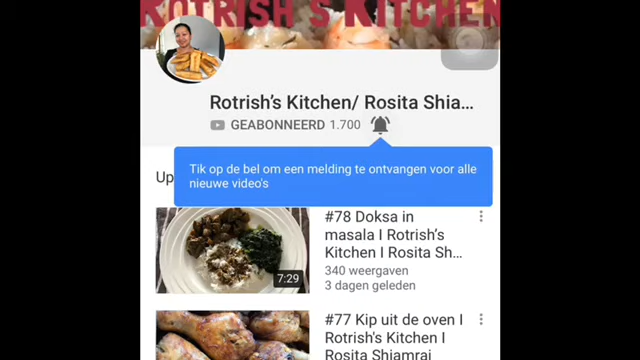 ROTRISH'S KITCHEN
Rotrish's Kitchen/ Rosita Shia...
GEABONNEERD 1.700
Tik op de bel om een melding te ontvangen voor alle
nieuwe video's
Up
#78 Doksa in
masala I Rotrish's
Kitchen I Rosita Sh...
7:29
340 weergaven
3 dagen geleden
#77 Kip uit de oven I
Rotrish's Kitchen I
Rosita Shiamrai